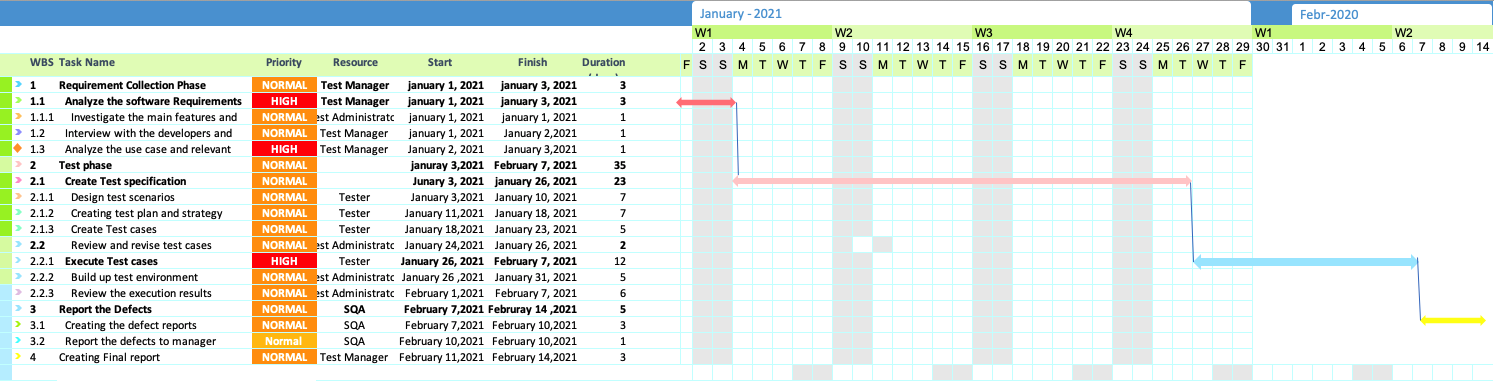 January - 2021 Febr-2020
W1 W2 W3 W4 W1 W2
2 3 4 5 6 7 8 9 10 11 12 13 14 15 16 17 18 19 20 21 22 23 24 25 26 27 28 29 30 31 1 2 3 4 5 6 7 8 9 14
WBS Task Name Priority Resource Start Finish Duration
F S S M T W T F S S M T W T F S S M T W T F S S M T W T F
1 Requirement Collection Phase NORMAL Test Manager january 1, 2021 january 3, 2021 3
1.1 Analyze the software Requirements HIGH Test Manager january 1, 2021 january 3, 2021 3
1.1.1 Investigate the main features and NORMAL est Administrato january 1, 2021 january 1, 2021 1
1.2 Interview with the developers and NORMAL Test Manager january 1, 2021 January 2,2021 1
1.3 Analyze the use case and relevant HIGH Test Manager January 2, 2021 January 3,2021 1
2 Test phase NORMAL januray 3,2021 February 7, 2021 35
2.1 Create Test specification NORMAL Junary 3, 2021 january 26, 2021 23
2.1.1 Design test scenarios NORMAL Tester January 3,2021 January 10, 2021 7
2.1.2 Creating test plan and strategy NORMAL Tester January 11,2021 January 18, 2021 7
2.1.3 Create Test cases NORMAL Tester January 18,2021 January 23, 2021 5
2.2 Review and revise test cases NORMAL est Administrato January 24,2021 January 26, 2021 2
2.2.1 Execute Test cases HIGH Tester January 26, 2021 February 7, 2021 12
2.2.2 Build up test environment NORMAL est Administrato January 26 ,2021 January 31, 2021 5
2.2.3 Review the execution results NORMAL est Administrato February 1,2021 February 7, 2021 6
3 Report the Defects NORMAL SQA February 7,2021 Februray 14 ,2021 5
3.1 Creating the defect reports NORMAL SQA February 7,2021 February 10,2021 3
3.2 Report the defects to manager Normal SQA February 10,2021 February 10,2021 1
4 Creating Final report NORMAL Test Manager February 11,2021 February 14,2021 3